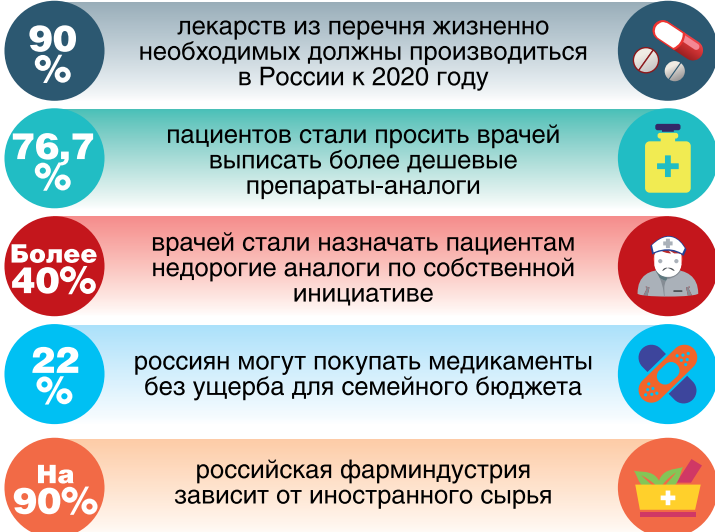 90
%
лекарств из перечня жизненно
необходимых должны производиться
в России к 2020 году
76,7
%
пациентов стали просить врачей
выписать более дешевые
препараты-аналоги
Более
40%
врачей стали назначать пациентам
недорогие аналоги по собственной
инициативе
22
%
россиян могут покупать медикаменты
без ущерба для семейного бюджета
На
90%
российская фарминдустрия
зависит от иностранного сырья